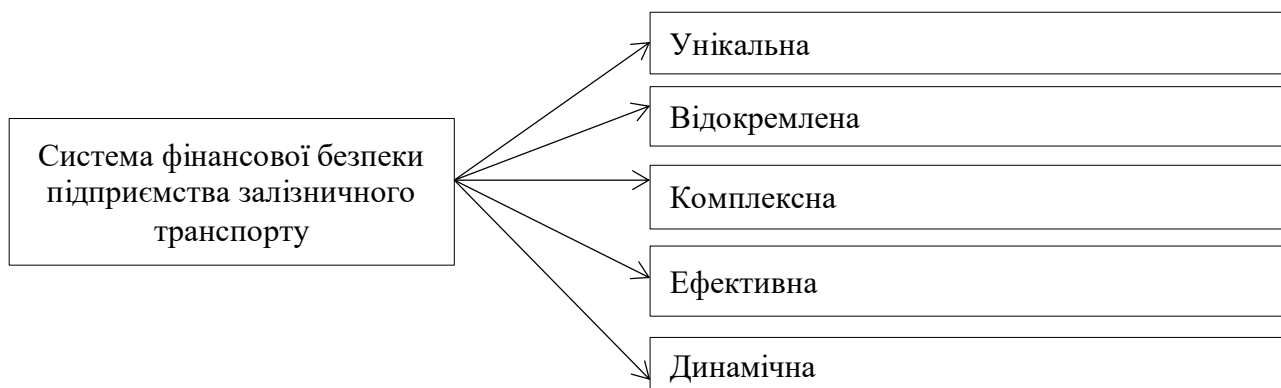 Система фінансової безпеки
підприємства залізничного
транспорту
Унікальна
Відокремлена
Комплексна
Ефективна
Динамічна